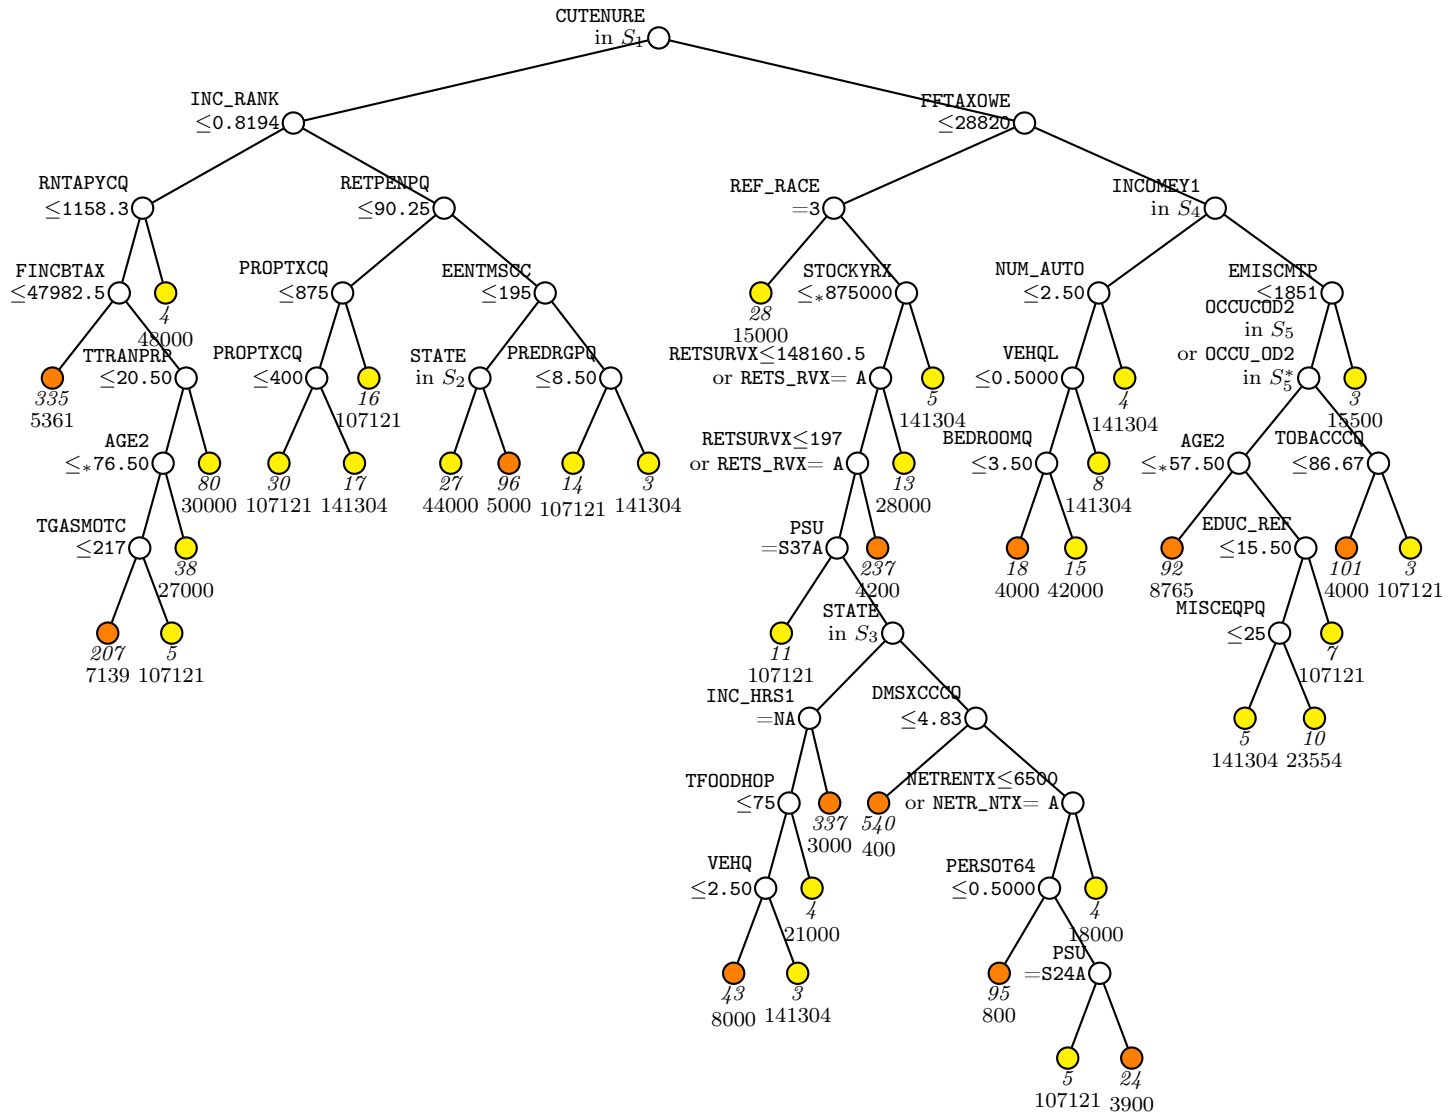 CUTENURE
in S₁
INC_RANK
≤0.8194
FFTAXOWE
≤28820
RNTAPYCQ
≤1158.3
RETPENPQ
≤90.25
REF_RACE
=3
INCOMEY1
in S₄
FINCBTAX
≤47982.5
4
48000
PROPTXCQ
≤875
EENTMSCC
≤195
28
15000
STOCKYRX
≤*875000
NUM_AUTO
≤2.50
EMISCMTP
≤1851
335
5361
TTRANPRP
≤20.50
PROPTXCQ
≤400
16
107121
STATE
in S₂
PREDRGPQ
≤8.50
RETSURVX≤148160.5
or RETS_RVX= A
5
141304
VEHQL
≤0.5000
4
141304
OCCUCOD2
in S₅
or OCCU_OD2
in S₅*
3
15500
AGE2
≤*76.50
80
30000
30
107121
17
141304
27
44000
96
5000
14
107121
3
141304
RETSURVX≤197
or RETS_RVX= A
13
28000
BEDROOMQ
≤3.50
8
141304
AGE2
≤*57.50
TOBACCCQ
≤86.67
TGASMOTC
≤217
38
27000
PSU
=S37A
237
4200
18
4000
15
42000
92
8765
EDUC_REF
≤15.50
101
4000
3
107121
207
7139
5
107121
11
107121
STATE
in S₃
MISCEQPQ
≤25
7
107121
INC_HRS1
=NA
DMSXCCCQ
≤4.83
5
141304
10
23554
TFOODHOP
≤75
337
3000
540
400
NETRENTX≤6500
or NETR_NTX= A
VEHQ
≤2.50
4
21000
PERSOT64
≤0.5000
4
18000
43
8000
3
141304
95
800
PSU
=S24A
5
107121
24
3900